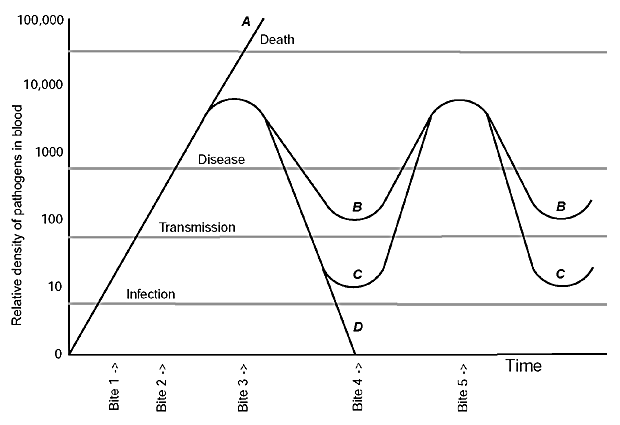 100,000
A
Death
10,000
1000
Disease
100
B
B
Transmission
10
C
C
Infection
D
0
Relative density of pathogens in blood
Time
Bite 1 ->
Bite 2 ->
Bite 3 ->
Bite 4 ->
Bite 5 ->